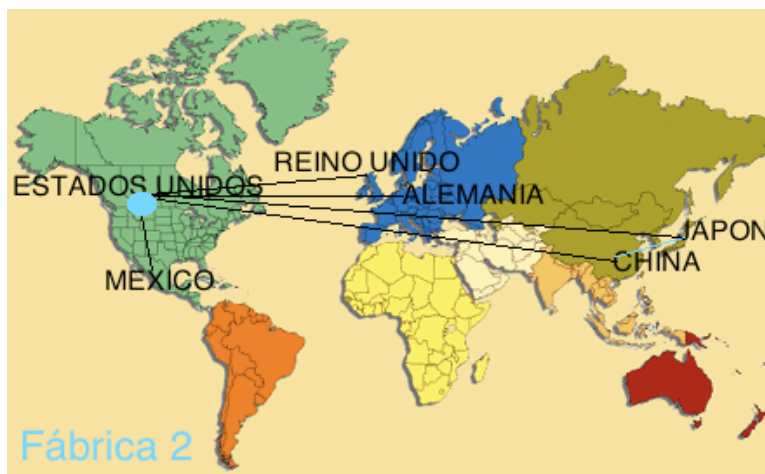 REINO UNIDO
ESTADOS UNIDOS
ALEMANIA
JAPON
CHINA
MEXICO
Fábrica 2